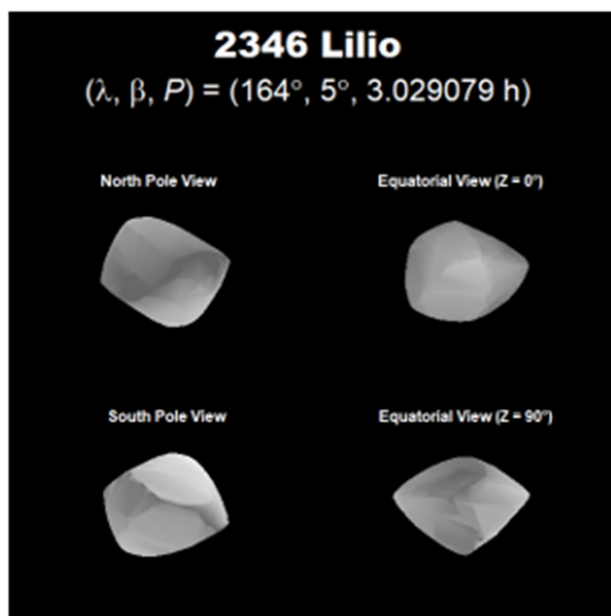 2346 Lilio
(λ, β, P) = (164°, 5°, 3.029079 h)
North Pole View
Equatorial View (Z = 0°)
South Pole View
Equatorial View (Z = 90°)